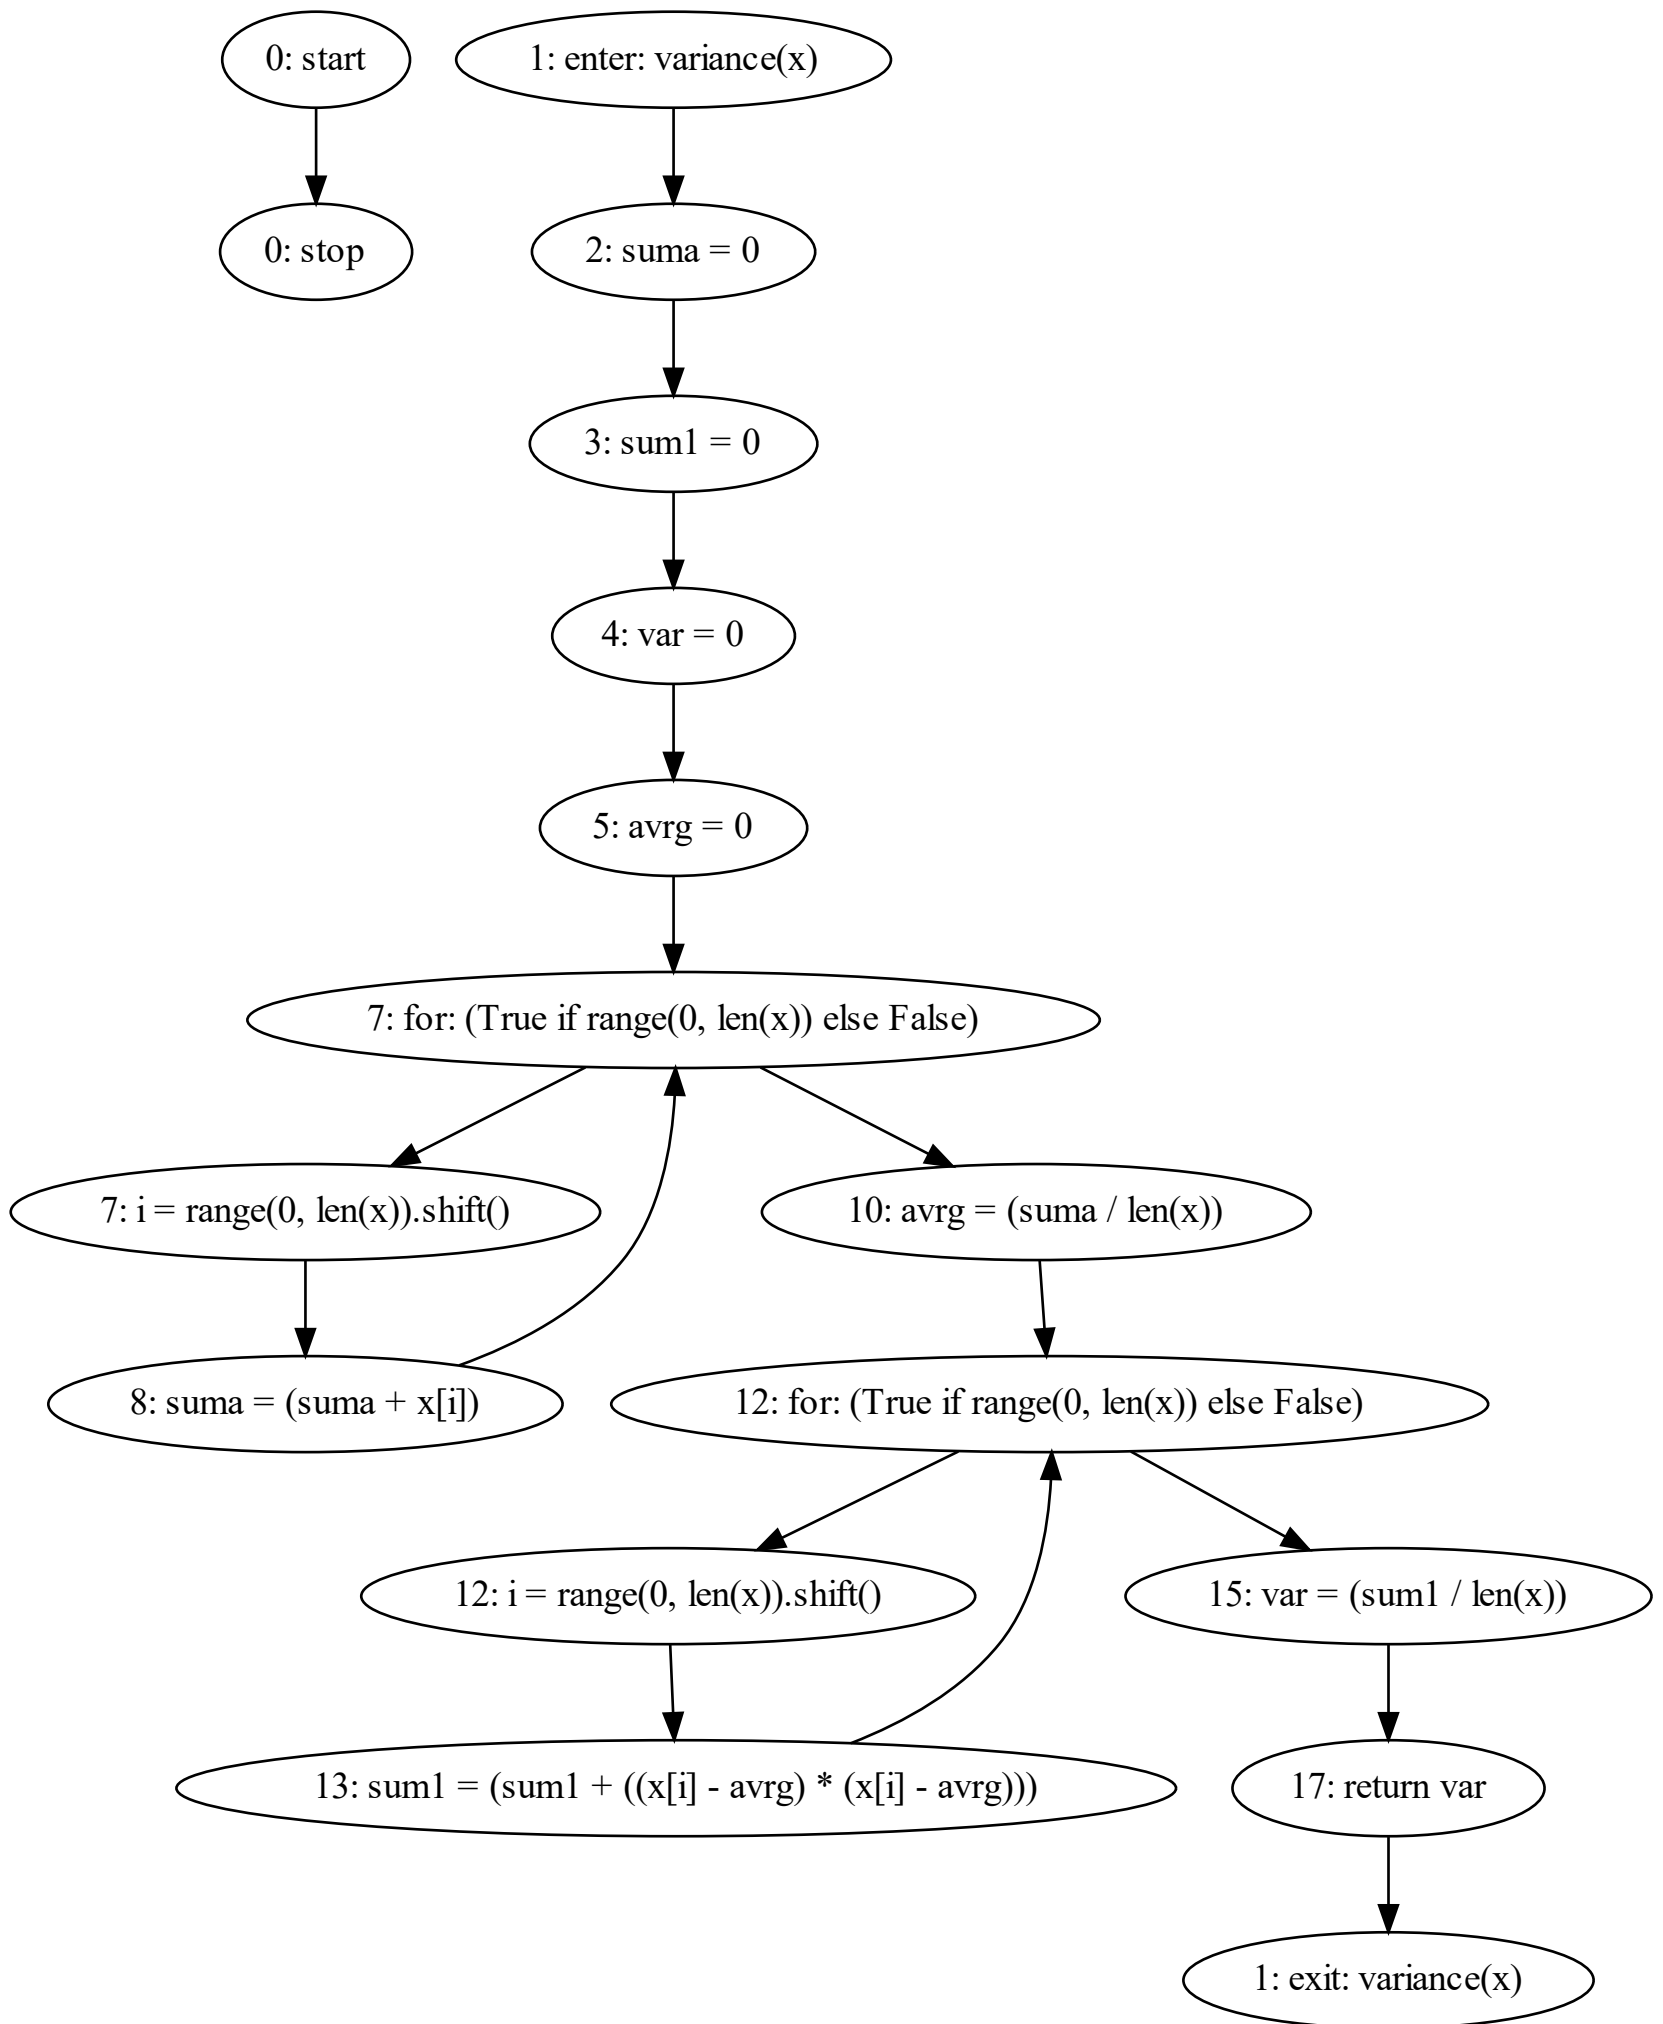 0: start
1: enter: variance(x)
0: stop
2: suma = 0
3: sum1 = 0
4: var = 0
5: avrg = 0
7: for: (True if range(0, len(x)) else False)
7: i = range(0, len(x)).shift()
10: avrg = (suma / len(x))
8: suma = (suma + x[i])
12: for: (True if range(0, len(x)) else False)
12: i = range(0, len(x)).shift()
15: var = (sum1 / len(x))
13: sum1 = (sum1 + ((x[i] - avrg) * (x[i] - avrg)))
17: return var
1: exit: variance(x)